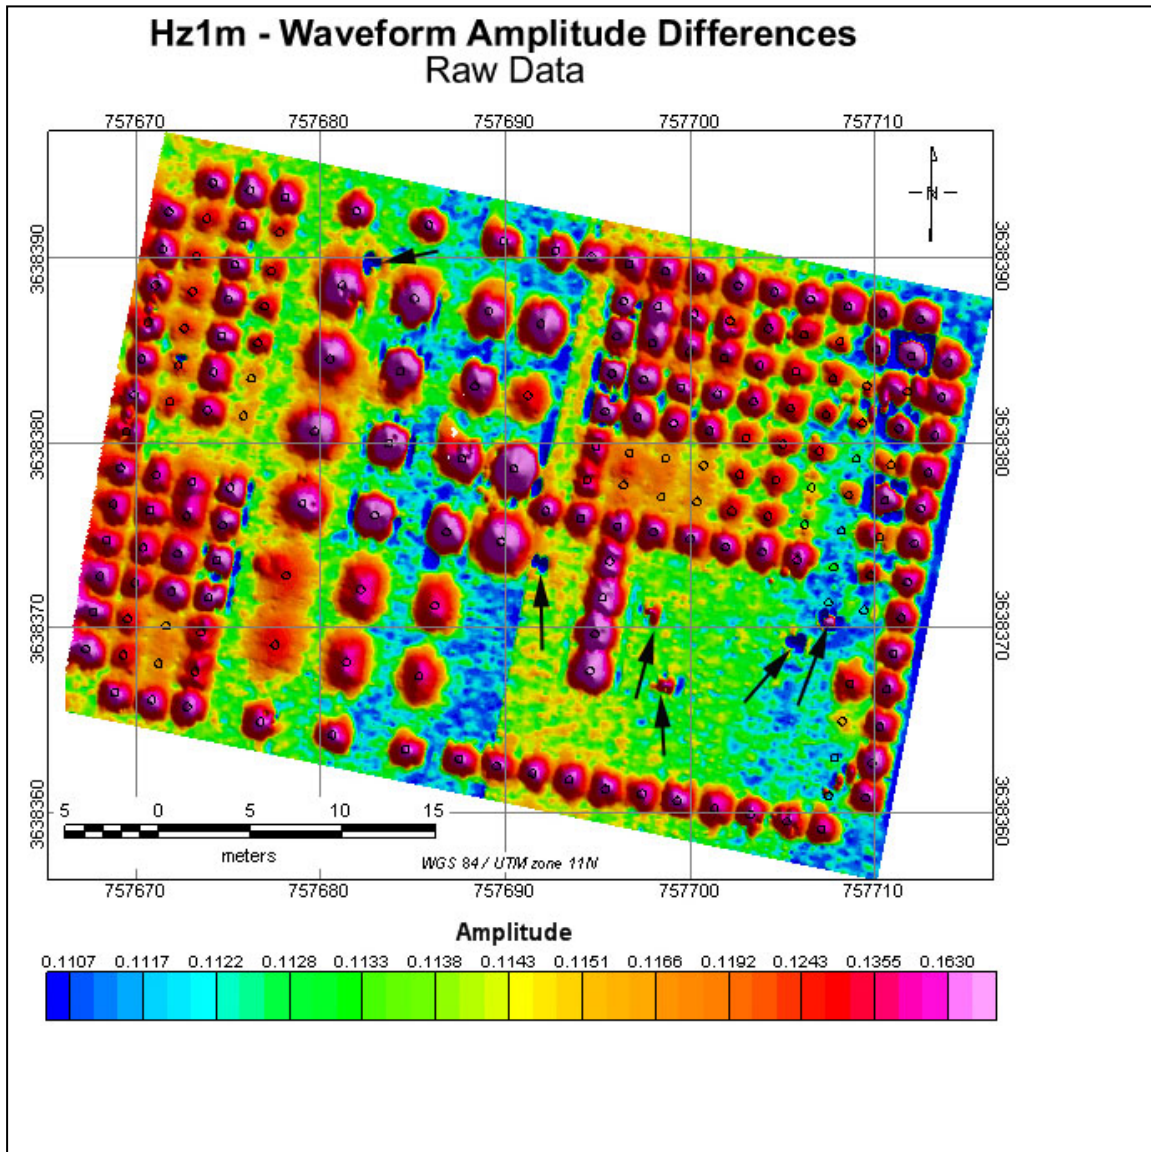 Hz1m - Waveform Amplitude Differences
Raw Data
757670 757680 757690 757700 757710
N
3638390 3638390
3638380 3638380
3638370 3638370
3638360 3638360
5 0 5 10 15
meters
WGS 84 / UTM zone 11N
757670 757680 757690 757700 757710
Amplitude
0.1107 0.1117 0.1122 0.1128 0.1133 0.1138 0.1143 0.1151 0.1166 0.1192 0.1243 0.1355 0.1630